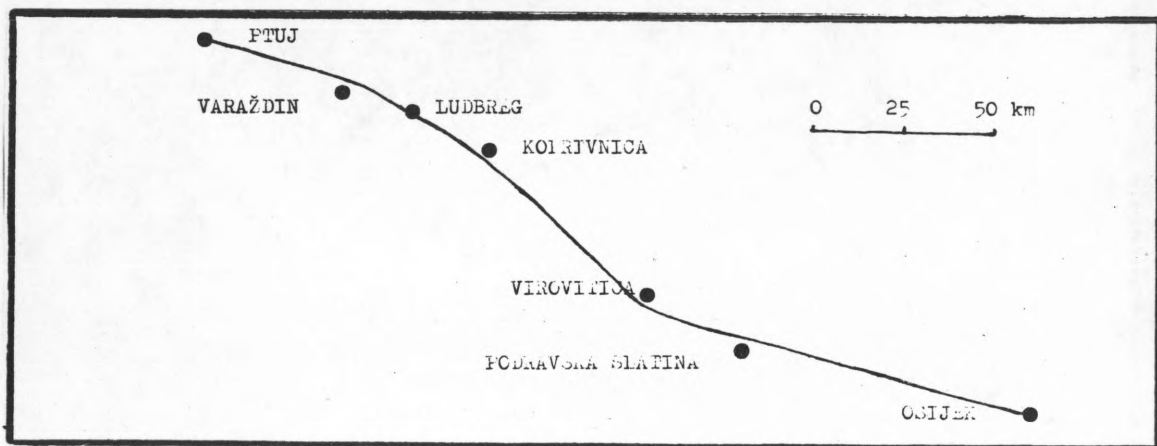 PTUJ
VARAŽDIN
LUDBREG
0 25 50 km
KOPRIVNICA
VIROVITICA
PODRAVSKA SLATINA
OSIJEK